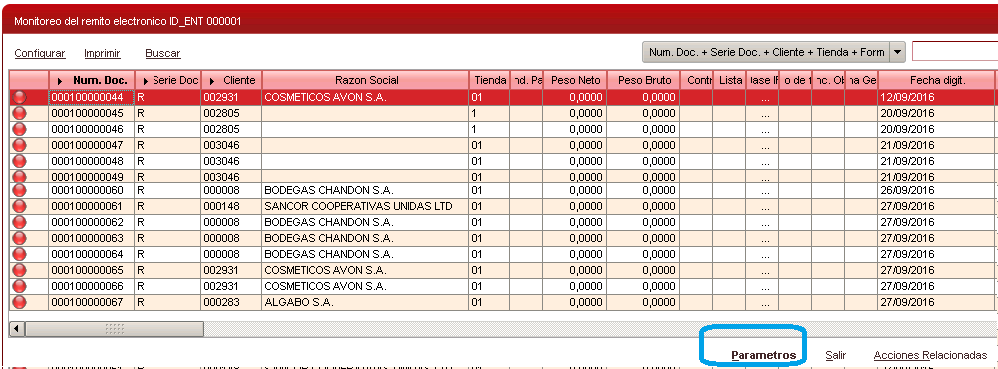 Monitoreo del remito electronico ID_ENT 000001
Configurar Imprimir Buscar Num. Doc. + Serie Doc. + Cliente + Tienda + Form
Num. Doc. Serie Doc Cliente Razon Social Tienda nd. Pa Peso Neto Peso Bruto Contr Lista ase IF o de t nc. Ob na Ge Fecha digit.
000100000044 R 002931 COSMETICOS AVON S.A. 01 0,0000 0,0000 ... 12/09/2016
000100000045 R 002805 1 0,0000 0,0000 ... 20/09/2016
000100000046 R 002805 1 0,0000 0,0000 ... 20/09/2016
000100000047 R 003046 01 0,0000 0,0000 ... 21/09/2016
000100000048 R 003046 01 0,0000 0,0000 ... 21/09/2016
000100000049 R 003046 01 0,0000 0,0000 ... 21/09/2016
000100000060 R 000008 BODEGAS CHANDON S.A. 01 0,0000 0,0000 ... 26/09/2016
000100000061 R 000148 SANCOR COOPERATIVAS UNIDAS LTD 01 0,0000 0,0000 ... 27/09/2016
000100000062 R 000008 BODEGAS CHANDON S.A. 01 0,0000 0,0000 ... 27/09/2016
000100000063 R 000008 BODEGAS CHANDON S.A. 01 0,0000 0,0000 ... 27/09/2016
000100000064 R 000008 BODEGAS CHANDON S.A. 01 0,0000 0,0000 ... 27/09/2016
000100000065 R 002931 COSMETICOS AVON S.A. 01 0,0000 0,0000 ... 27/09/2016
000100000066 R 002931 COSMETICOS AVON S.A. 01 0,0000 0,0000 ... 27/09/2016
000100000067 R 000283 ALGABO S.A. 01 0,0000 0,0000 ... 27/09/2016
Parametros Salir Acciones Relacionadas